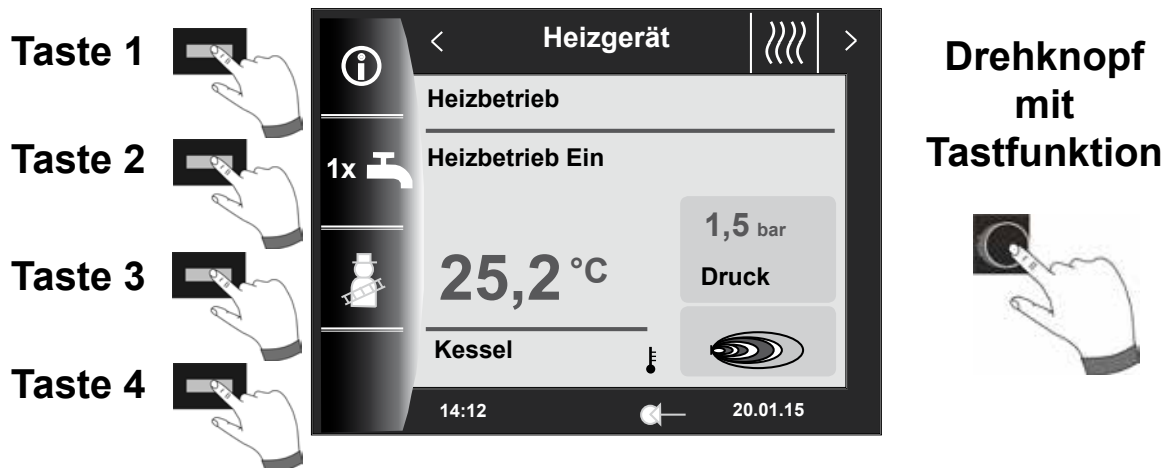 Taste 1
Taste 2
Taste 3
Taste 4
< Heizgerät >
Heizbetrieb
1x
Heizbetrieb Ein
1,5 bar
Druck
25,2 °C
Kessel
14:12
20.01.15
Drehknopf
mit
Tastfunktion